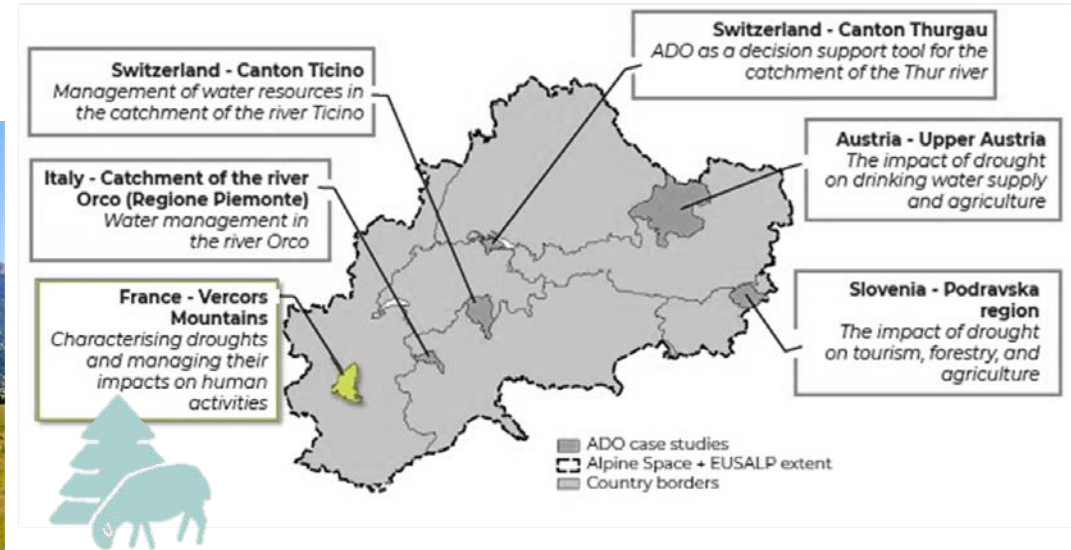 Switzerland - Canton Thurgau
ADO as a decision support tool for the
catchment of the Thur river
Switzerland - Canton Ticino
Management of water resources in
the catchment of the river Ticino
Austria - Upper Austria
The impact of drought
on drinking water supply
and agriculture
Italy - Catchment of the river
Orco (Regione Piemonte)
Water management in
the river Orco
France - Vercors
Mountains
Characterising droughts
and managing their
impacts on human
activities
Slovenia - Podravska
region
The impact of drought
on tourism, forestry, and
agriculture
ADO case studies
Alpine Space + EUSALP extent
Country borders